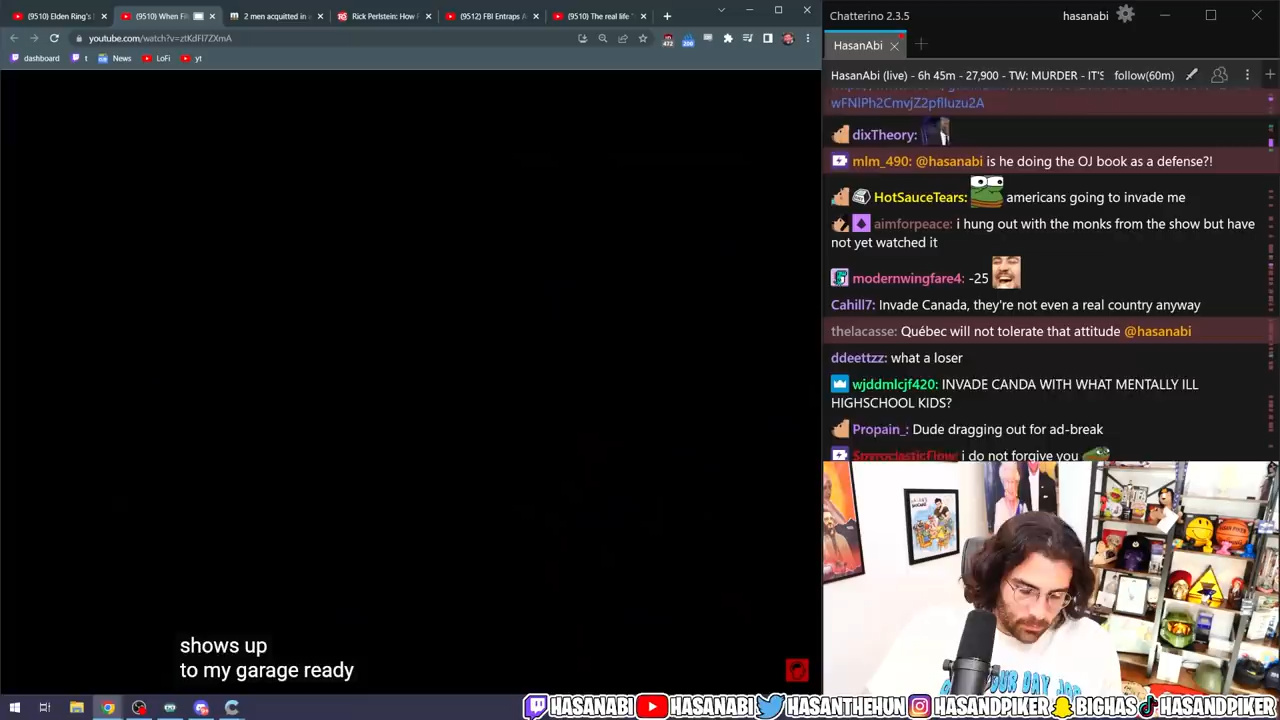 (9510) Elden Ring's
(9510) When Fi
2 men acquitted in
Rick Perlstein: How
(9512) FBI Entraps A
(9510) The real life
youtube.com/watch?v=ztKdFl7ZXmA
472
206
dashboard
t
News
LoFi
yt
shows up
to my garage ready
Chatterino 2.3.5
hasanabi
HasanAbi
HasanAbi (live) - 6h 45m - 27,900 - TW: MURDER - IT'S
follow(60m)
wFNlPh2CmvjZ2pflIuzu2A
dixTheory:
mlm_490: @hasanabi is he doing the OJ book as a defense?!
HotSauceTears: americans going to invade me
aimforpeace: i hung out with the monks from the show but have
not yet watched it
modernwingfare4: -25
Cahill7: Invade Canada, they're not even a real country anyway
thelacasse: Québec will not tolerate that attitude @hasanabi
ddeettzz: what a loser
wjddmlcjf420: INVADE CANDA WITH WHAT MENTALLY ILL
HIGHSCHOOL KIDS?
Propain_: Dude dragging out for ad-break
i do not forgive you
HASANABI HASANABI HASANTHEHUN HASANDPIKER BIGHAS HASANDPIKER